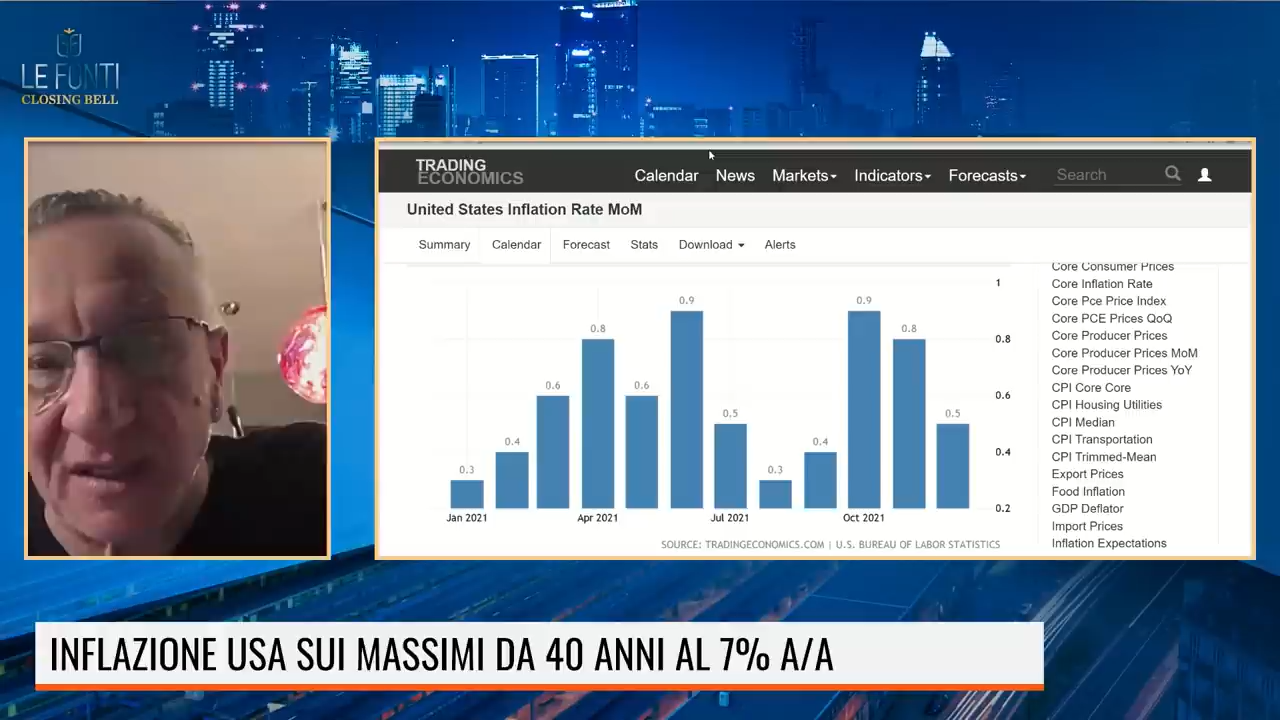 LE FONTI
CLOSING BELL
TRADING
ECONOMICS
Calendar News Markets Indicators Forecasts Search
United States Inflation Rate MoM
Summary Calendar Forecast Stats Download Alerts
1
0.8
0.6
0.4
0.2
0.3
0.4
0.6
0.8
0.6
0.9
0.5
0.3
0.4
0.9
0.8
0.5
Jan 2021 Apr 2021 Jul 2021 Oct 2021
SOURCE: TRADINGECONOMICS.COM | U.S. BUREAU OF LABOR STATISTICS
Core Consumer Prices
Core Inflation Rate
Core Pce Price Index
Core PCE Prices QoQ
Core Producer Prices
Core Producer Prices MoM
Core Producer Prices YoY
CPI Core Core
CPI Housing Utilities
CPI Median
CPI Transportation
CPI Trimmed-Mean
Export Prices
Food Inflation
GDP Deflator
Import Prices
Inflation Expectations
INFLAZIONE USA SUI MASSIMI DA 40 ANNI AL 7% A/A